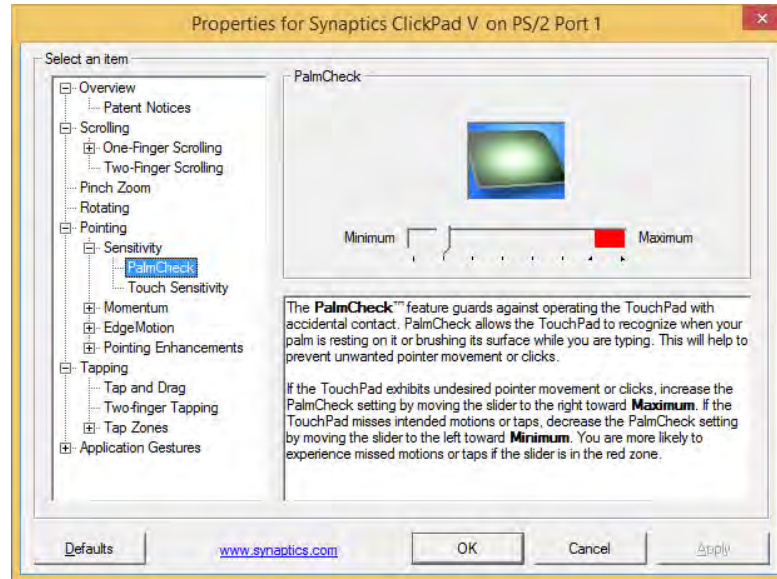 Properties for Synaptics ClickPad V on PS/2 Port 1
Select an item
Overview
Patent Notices
Scrolling
One-Finger Scrolling
Two-Finger Scrolling
Pinch Zoom
Rotating
Pointing
Sensitivity
PalmCheck
Touch Sensitivity
Momentum
EdgeMotion
Pointing Enhancements
Tapping
Tap and Drag
Two-finger Tapping
Tap Zones
Application Gestures
PalmCheck
Minimum
Maximum
The PalmCheck™ feature guards against operating the TouchPad with
accidental contact. PalmCheck allows the TouchPad to recognize when your
palm is resting on it or brushing its surface while you are typing. This will help to
prevent unwanted pointer movement or clicks.
If the TouchPad exhibits undesired pointer movement or clicks, increase the
PalmCheck setting by moving the slider to the right toward Maximum. If the
TouchPad misses intended motions or taps, decrease the PalmCheck setting
by moving the slider to the left toward Minimum. You are more likely to
experience missed motions or taps if the slider is in the red zone.
Defaults
www.synaptics.com
OK
Cancel
Apply